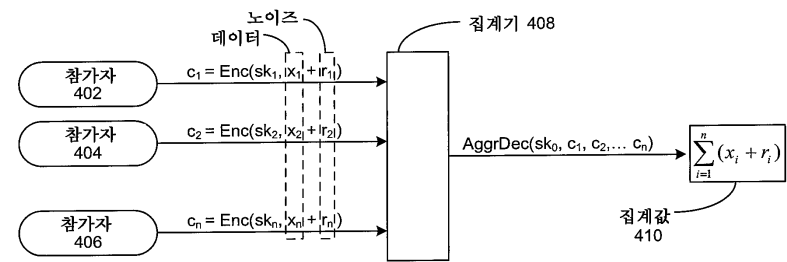 노이즈
데이터
집계기 408
참가자
402
c₁ = Enc(sk₁, x₁ + r₁)
참가자
404
c₂ = Enc(sk₂, x₂ + r₂)
AggrDec(sk₀, c₁, c₂,... cₙ)
∑ⁿᵢ₌₁(xᵢ + rᵢ)
참가자
406
cₙ = Enc(skₙ, xₙ + rₙ)
집계값
410